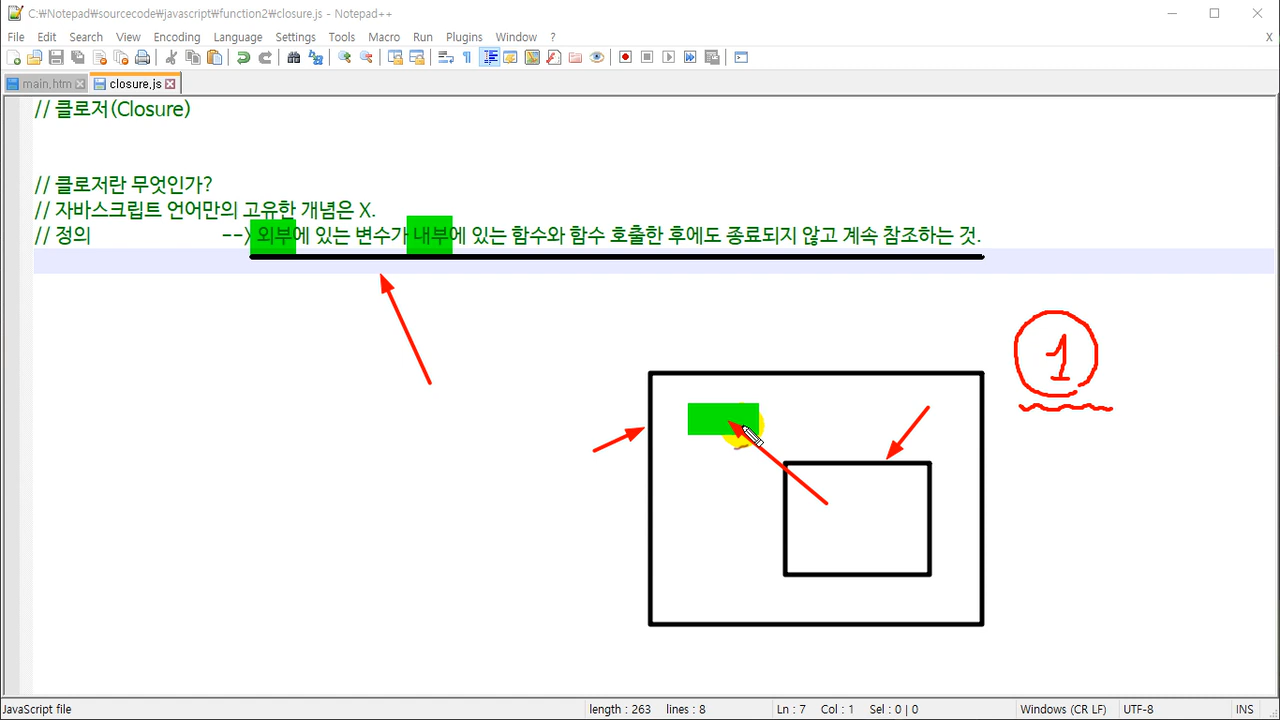 C:₩Notepad₩sourcecode₩javascript₩function2₩closure.js - Notepad++
File Edit Search View Encoding Language Settings Tools Macro Run Plugins Window ? X
main.htm closure.js
// 클로저(Closure)
// 클로저란 무엇인가?
// 자바스크립트 언어만의 고유한 개념은 X.
// 정의 --> 외부에 있는 변수가 내부에 있는 함수와 함수 호출한 후에도 종료되지 않고 계속 참조하는 것.
1
JavaScript file length : 263 lines : 8 Ln : 7 Col : 1 Sel : 0 | 0 Windows (CR LF) UTF-8 INS